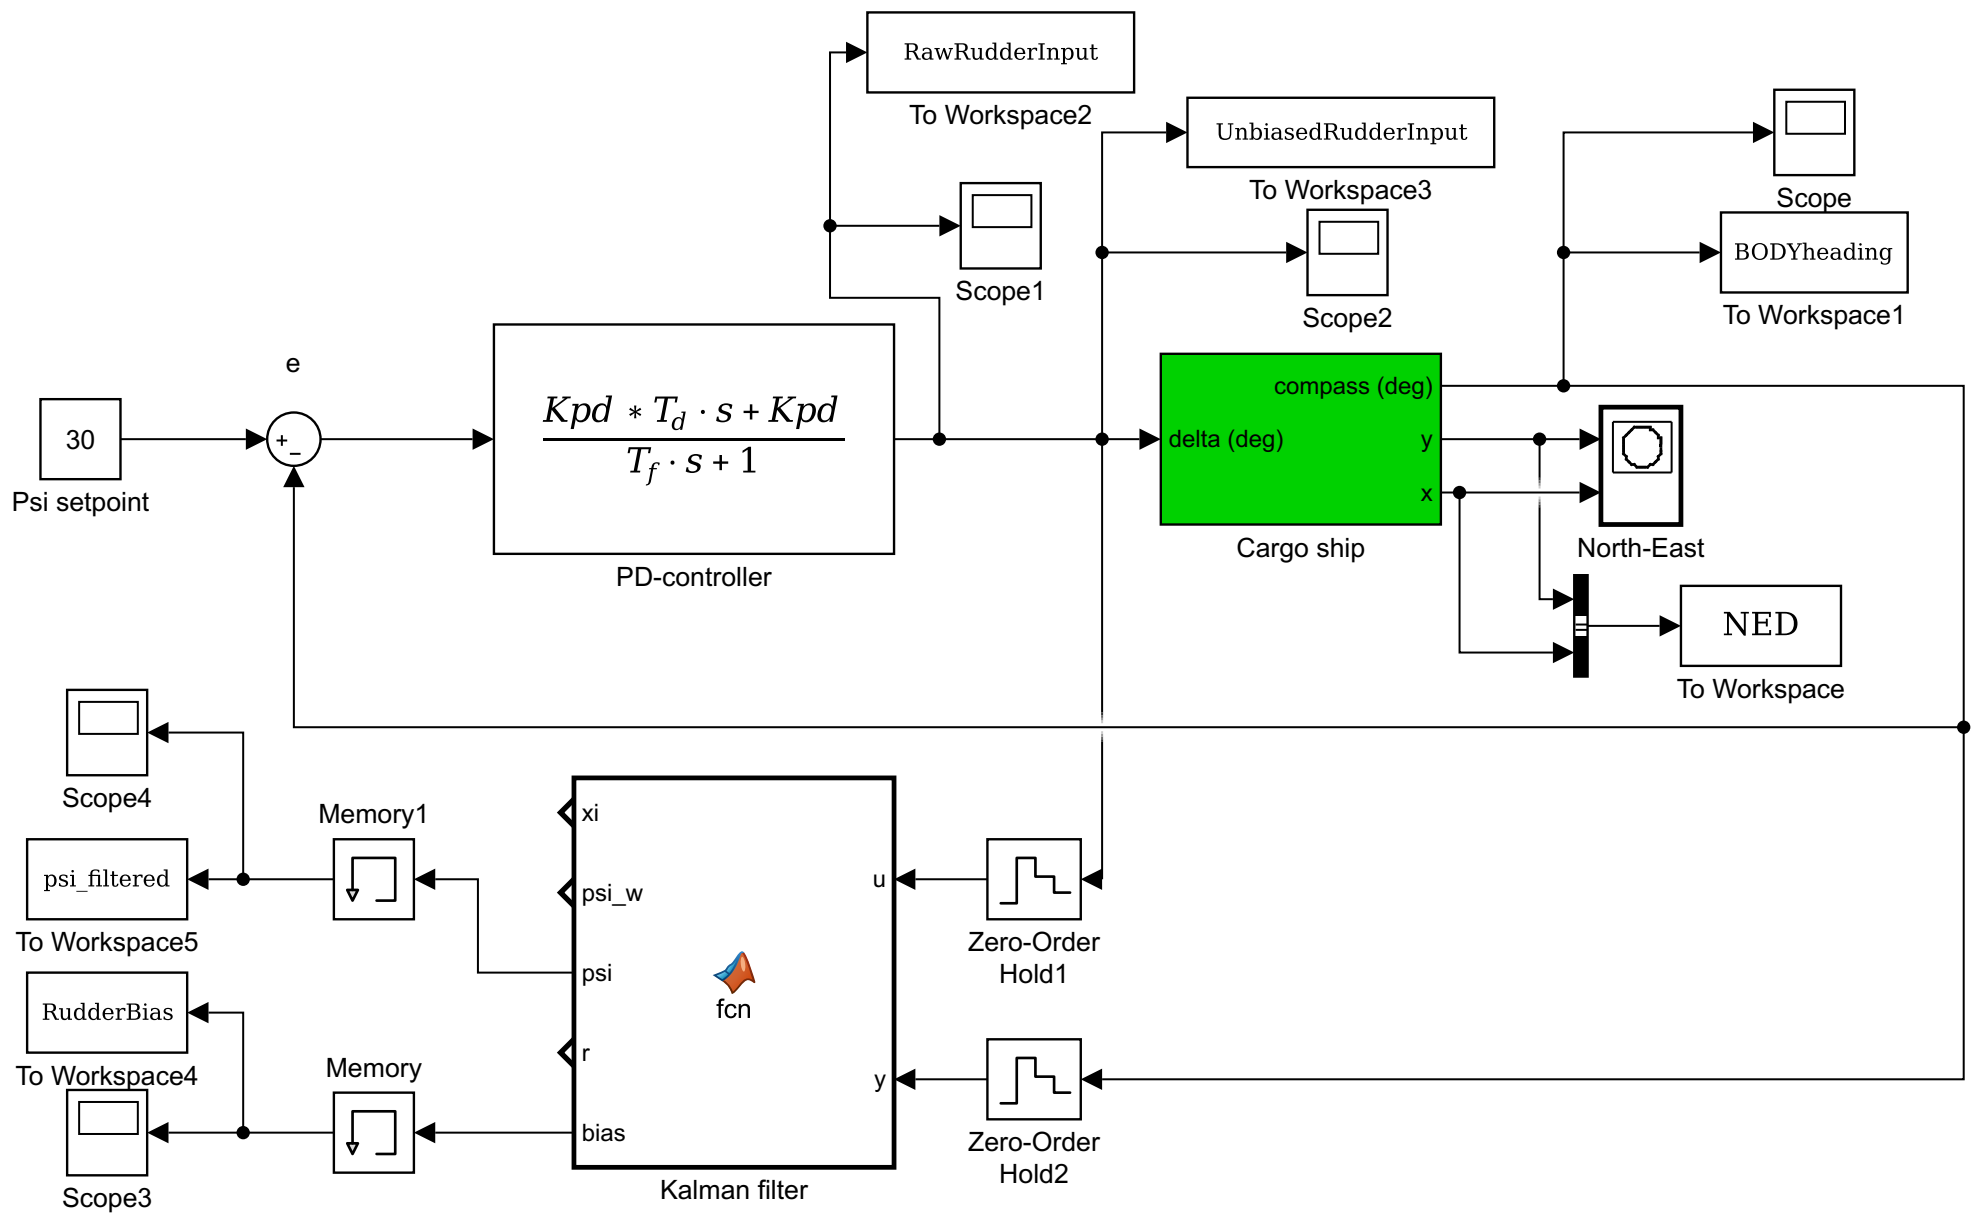 RawRudderInput
To Workspace2
UnbiasedRudderInput
To Workspace3
Scope
Scope1
Scope2
BODYheading
To Workspace1
e
30
Psi setpoint
+
−
Kpd * T_d · s + Kpd
T_f · s + 1
PD-controller
compass (deg)
delta (deg)
y
x
Cargo ship
North-East
NED
To Workspace
Scope4
Memory1
psi_filtered
To Workspace5
RudderBias
To Workspace4
Memory
Scope3
xi
psi_w
psi
r
bias
fcn
u
y
Kalman filter
Zero-Order
Hold1
Zero-Order
Hold2